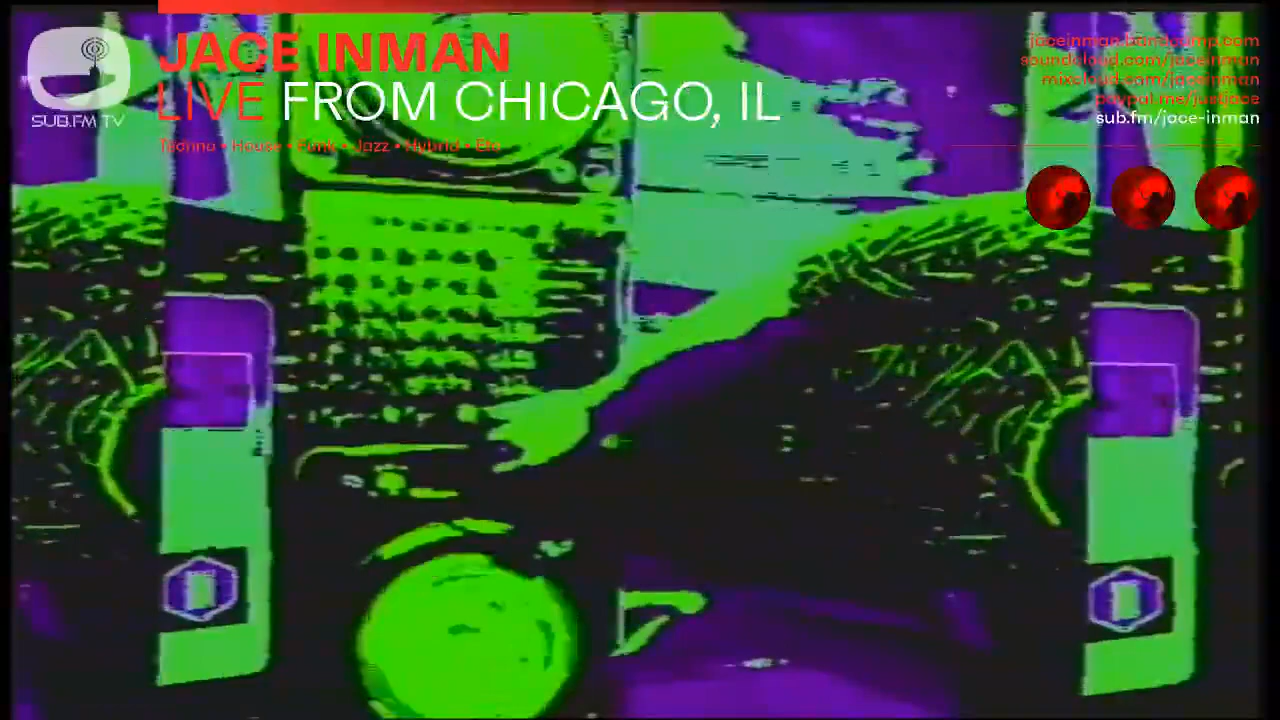 JACE INMAN
LIVE FROM CHICAGO, IL
Techno • House • Funk • Jazz • Hybrid • Etc
SUB.FM TV
jaceinman.bandcamp.com
soundcloud.com/jaceinman
mixcloud.com/jaceinman
paypal.me/justjace
sub.fm/jace-inman